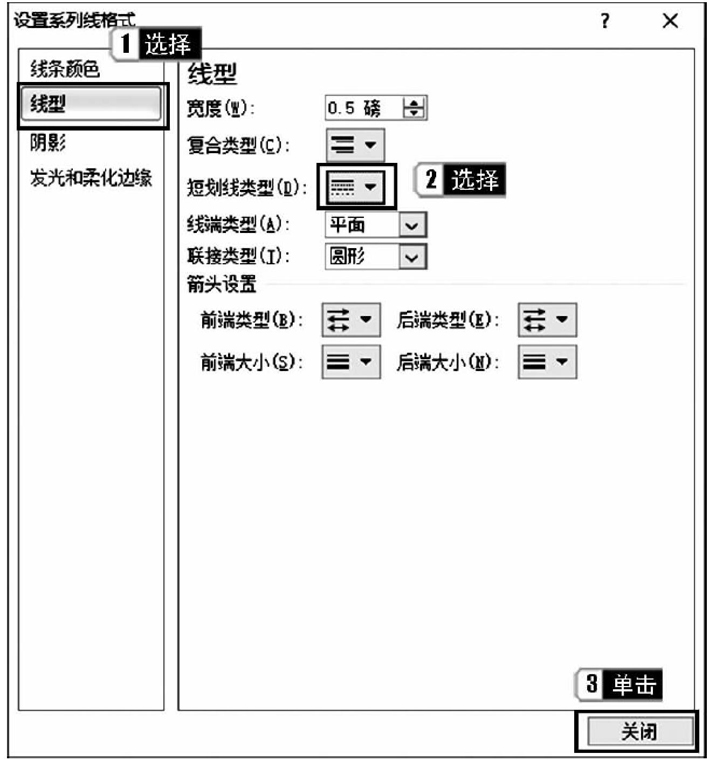 设置系列线格式 ? ×
1 选择
线条颜色
线型
阴影
发光和柔化边缘
线型
宽度(W): 0.5 磅
复合类型(C):
短划线类型(D): 2 选择
线端类型(A): 平面
联接类型(T): 圆形
箭头设置
前端类型(B): 后端类型(E):
前端大小(S): 后端大小(N):
3 单击
关闭